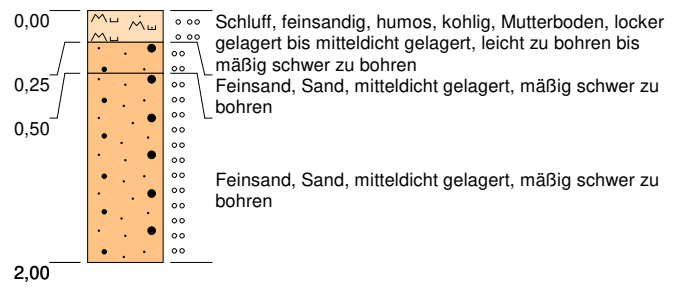 0,00
Schluff, feinsandig, humos, kohlig, Mutterboden, locker
gelagert bis mitteldicht gelagert, leicht zu bohren bis
mäßig schwer zu bohren
0,25
Feinsand, Sand, mitteldicht gelagert, mäßig schwer zu
bohren
0,50
Feinsand, Sand, mitteldicht gelagert, mäßig schwer zu
bohren
2,00